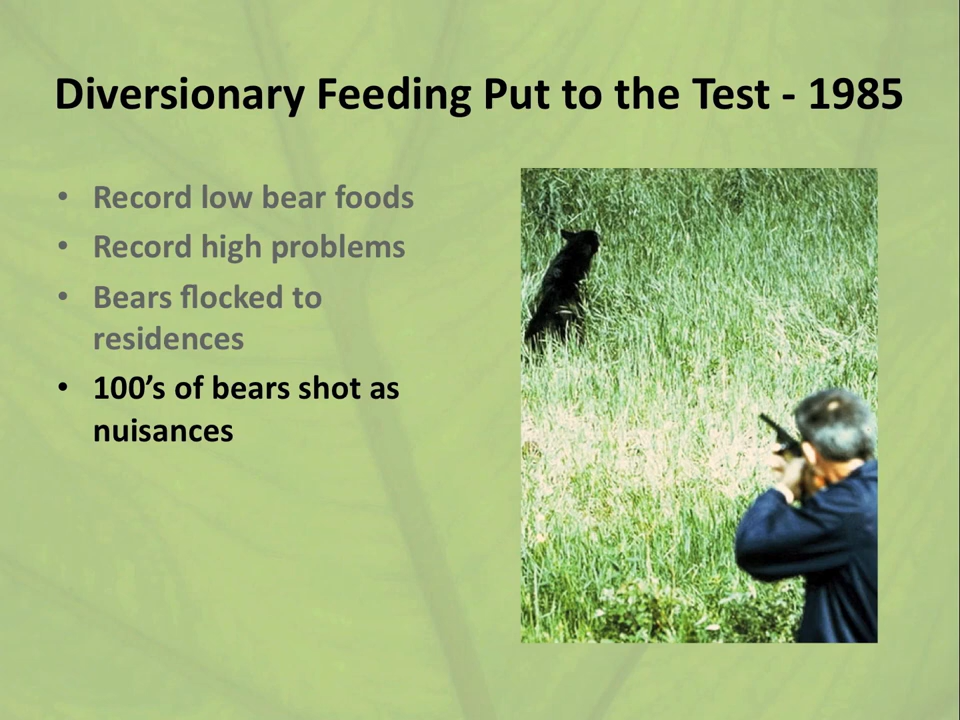 Diversionary Feeding Put to the Test - 1985
• Record low bear foods
• Record high problems
• Bears flocked to
residences
• 100’s of bears shot as
nuisances